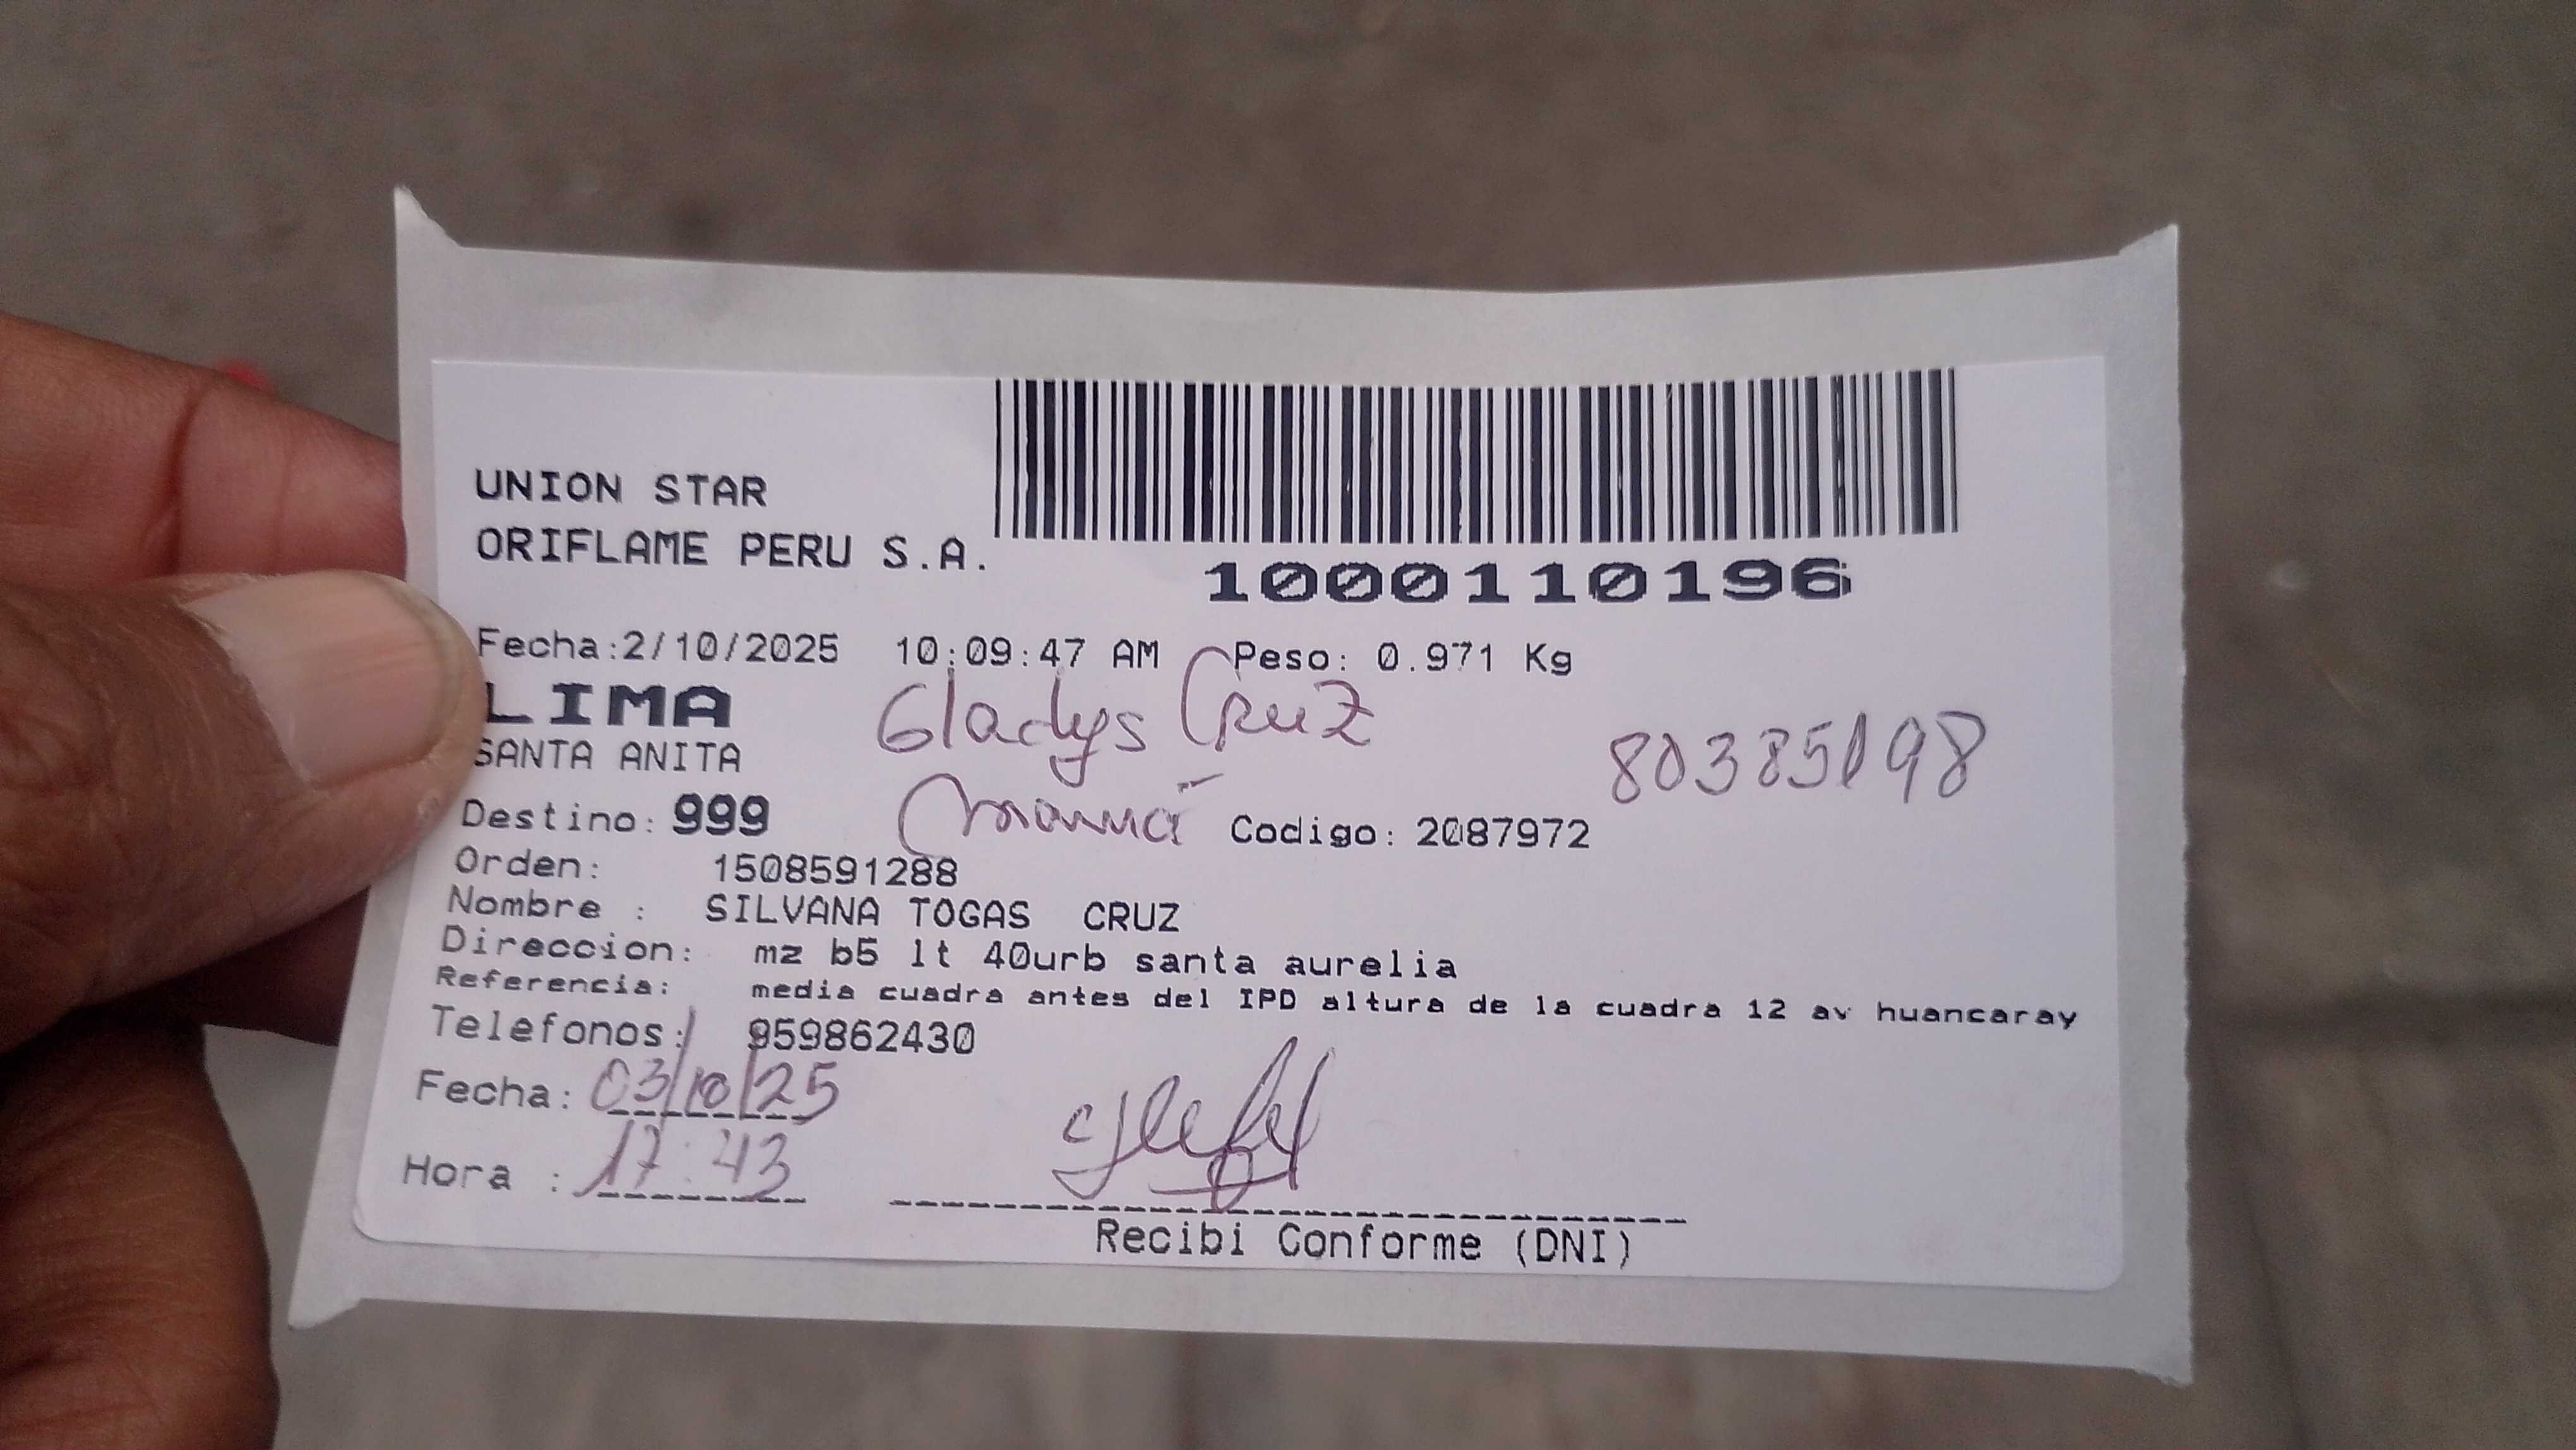 UNION STAR
ORIFLAME PERU S.A.
1000110196
Fecha:2/10/2025 10:09:47 AM Peso: 0.971 Kg
LIMA
Gladys Cruz
80385198
SANTA ANITA
mamá
Destino: 999 Codigo: 2087972
Orden: 1508591288
Nombre : SILVANA TOGAS CRUZ
Direccion: mz b5 lt 40urb santa aurelia
Referencia: media cuadra antes del IPD altura de la cuadra 12 av huancaray
Telefonos: 959862430
Fecha: 03/10/25
Hora : 17:43
Recibi Conforme (DNI)